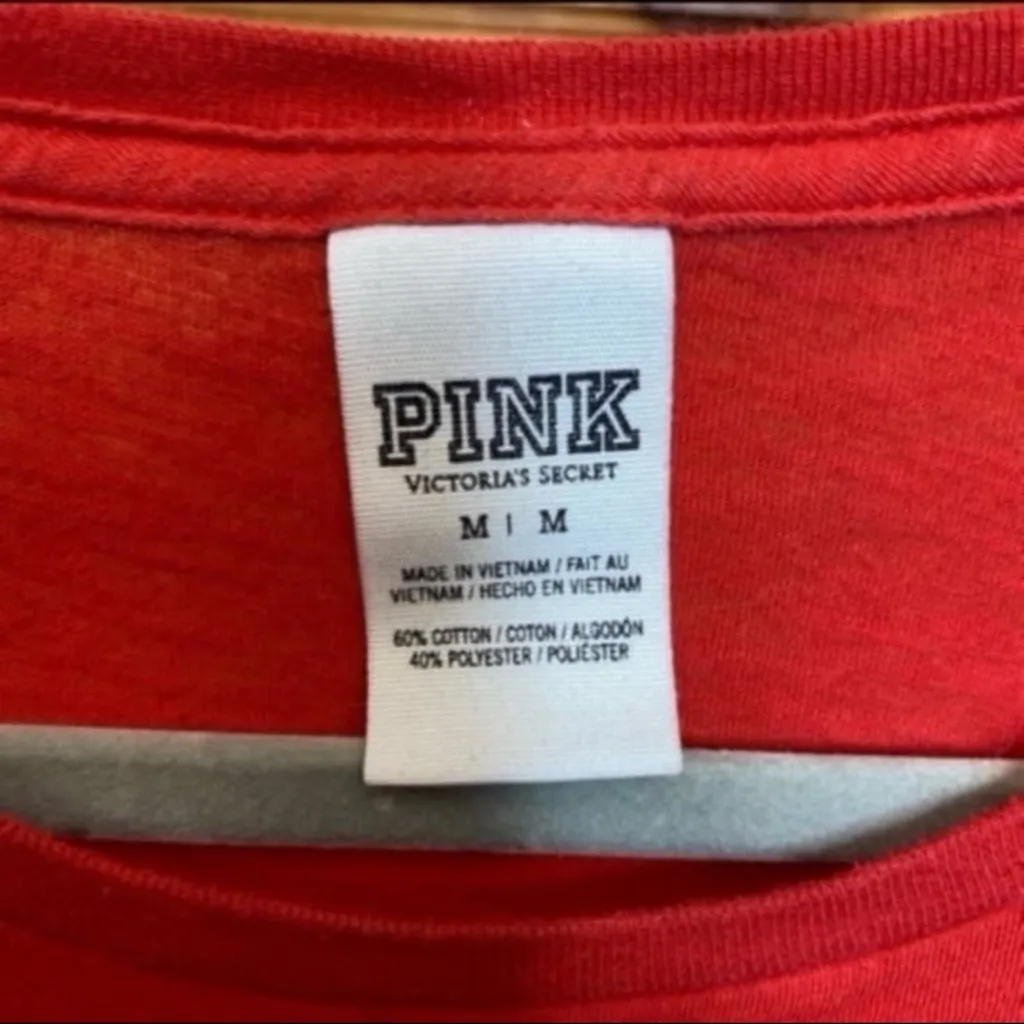 PINK
VICTORIA'S SECRET
M | M
MADE IN VIETNAM / FAIT AU
VIETNAM / HECHO EN VIETNAM
60% COTTON / COTON / ALGODÓN
40% POLYESTER / POLIÉSTER